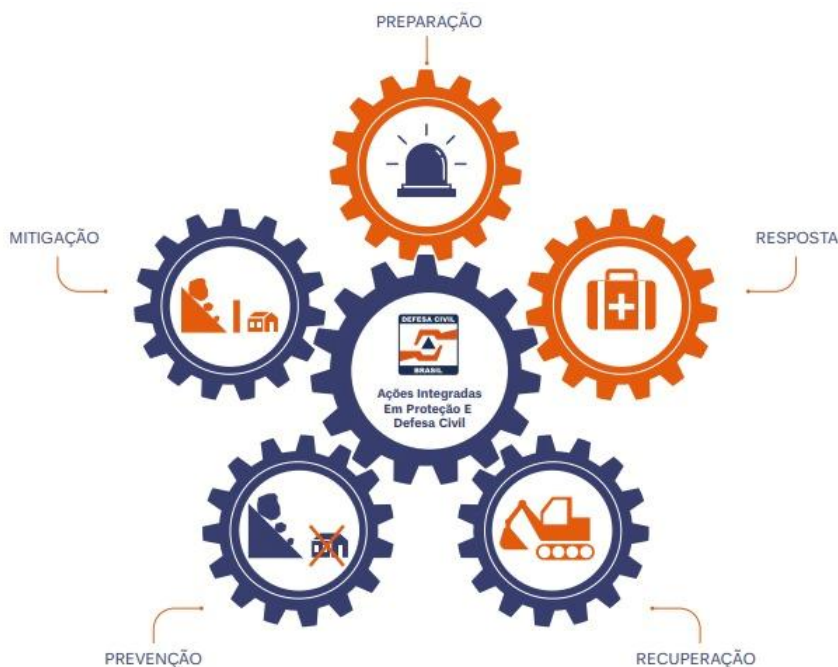 PREPARAÇÃO
MITIGAÇÃO
RESPOSTA
DEFESA CIVIL
BRASIL
Ações Integradas
Em Proteção E
Defesa Civil
PREVENÇÃO
RECUPERAÇÃO